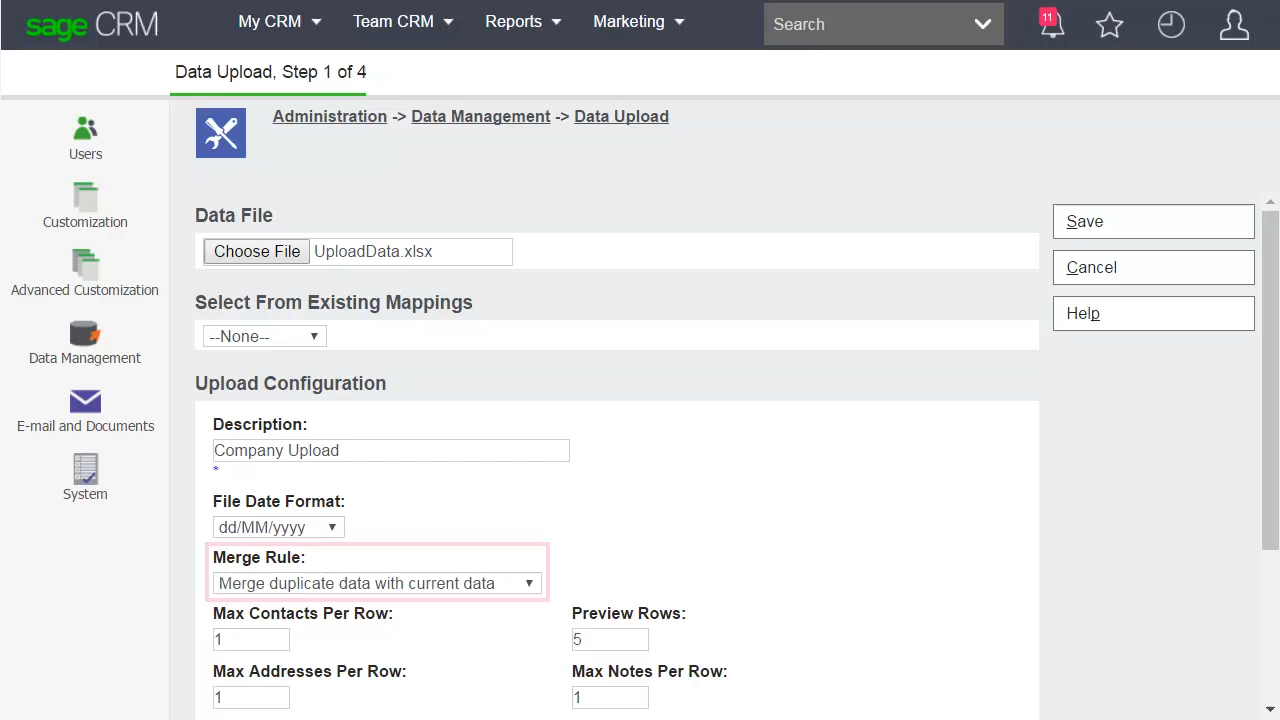 sage CRM
My CRM
Team CRM
Reports
Marketing
Search
11
Data Upload, Step 1 of 4
Users
Customization
Advanced Customization
Data Management
E-mail and Documents
System
Administration -> Data Management -> Data Upload
Data File
Choose File UploadData.xlsx
Select From Existing Mappings
--None--
Upload Configuration
Description:
Company Upload
*
File Date Format:
dd/MM/yyyy
Merge Rule:
Merge duplicate data with current data
Max Contacts Per Row: Preview Rows:
1 5
Max Addresses Per Row: Max Notes Per Row:
1 1
Save
Cancel
Help